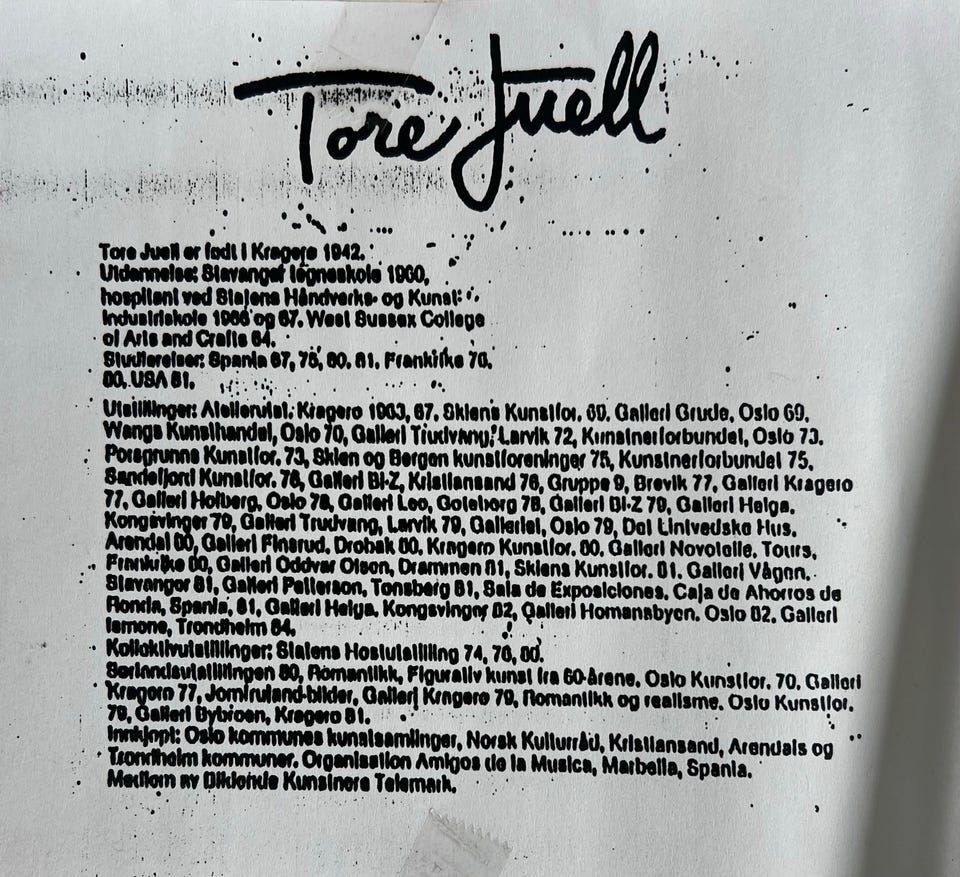 Tore Juell
Tore Juell er født i Kragerø 1942.
Utdannelse: Stavanger tegneskole 1960,
hospitant ved Statens Håndverks- og Kunst-
Industriskole 1966 og 67. West Sussex College
of Arts and Crafts 64.
Studiereiser: Spania 67, 75, 80, 81. Frankrike 76,
80. USA 81.
Utstillinger: Atelierutst. Kragerø 1963, 67. Skiens Kunstfor. 69. Galleri Grude, Oslo 69.
Wangs Kunsthandel, Oslo 70, Galleri Trudvang, Larvik 72, Kunstnerforbundet, Oslo 73.
Porsgrunns Kunstfor. 73, Skien og Bergen kunstforeninger 75, Kunstnerforbundet 75,
Sandefjord Kunstfor. 76, Galleri BI-Z, Kristiansand 76, Gruppe 9, Brevik 77, Galleri Kragerø
77, Galleri Holberg, Oslo 78, Galleri Leo, Gøteborg 78, Galleri BI-Z 79, Galleri Helga,
Kongsvinger 79, Galleri Trudvang, Larvik 79, Galleriet, Oslo 79, Det Lintvedske Hus,
Arendal 80, Galleri Finsrud, Drøbak 80, Kragerø Kunstfor. 80, Galleri Tours,
Frankrike 80, Galleri Oddvar Olsen, Drammen 81, Skiens Kunstfor. 81, Galleri Vågen,
Stavanger 81, Galleri Pettersen, Tønsberg 81, Sala de Exposiciones, Caja de Ahorros de
Ronda, Spania, 81, Galleri Helga, Kongsvinger 82, Galleri Homansbyen, Oslo 82, Galleri
Ismene, Trondheim 84.
Kollektivutstillinger: Statens Høstutstilling 74, 76, 80.
Sørlandsutstillingen 80, Romantikk, Figurativ kunst fra 60-årene, Oslo Kunstfor. 70, Galleri
Kragerø 77, Jomfruland-bilder, Galleri Kragerø 79, Romantikk og realisme, Oslo Kunstfor.
79, Galleri Bybroen, Kragerø 81.
Innkjøpt: Oslo kommunes kunstsamlinger, Norsk Kulturråd, Kristiansand, Arendals og
Trondheim kommuner. Organisation Amigos de la Musica, Marbella, Spania.
Medlem av Bildende Kunstnere Telemark.